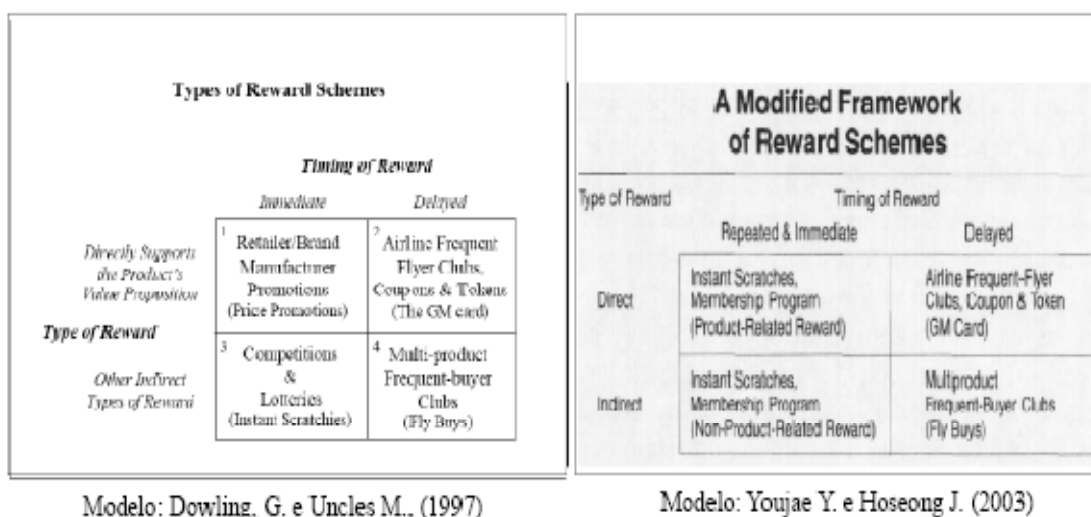 Types of Reward Schemes
Timing of Reward
Immediate Delayed
Directly Supports
the Product's
Value Proposition
1 Retailer/Brand
Manufacturer
Promotions
(Price Promotions)
2 Airline Frequent
Flyer Clubs,
Coupons & Tokens
(The GM card)
Type of Reward
Other Indirect
Types of Reward
3 Competitions
&
Lotteries
(Instant Scratchies)
4 Multi-product
Frequent-buyer
Clubs
(Fly Buys)
Modelo: Dowling, G. e Uncles M., (1997)
A Modified Framework
of Reward Schemes
Type of Reward Timing of Reward
Repeated & Immediate Delayed
Direct
Instant Scratches,
Membership Program
(Product-Related Reward)
Airline Frequent-Flyer
Clubs, Coupon & Token
(GM Card)
Indirect
Instant Scratches,
Membership Program
(Non-Product-Related Reward)
Multiproduct
Frequent-Buyer Clubs
(Fly Buys)
Modelo: Youjae Y. e Hoseong J. (2003)